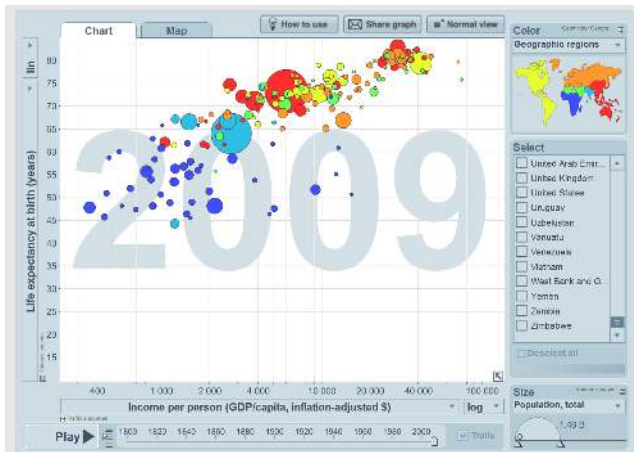 Chart
Map
How to use
Share graph
Normal view
Color
Geographic regions
lin
80
75
70
65
60
55
50
45
40
35
30
25
20
15
Life expectancy at birth (years)
2009
Select
United Arab Emir...
United Kingdom
United States
Uruguay
Uzbekistan
Vanuatu
Venezuela
Vietnam
West Bank and G...
Yemen
Zambia
Zimbabwe
Deselect all
400
1 000
2 000
4 000
10 000
20 000
40 000
100 000
Income per person (GDP/capita, inflation-adjusted $)
log
Size
Population, total
Play
1800
1820
1840
1860
1880
1900
1920
1940
1960
1980
2000
Trails